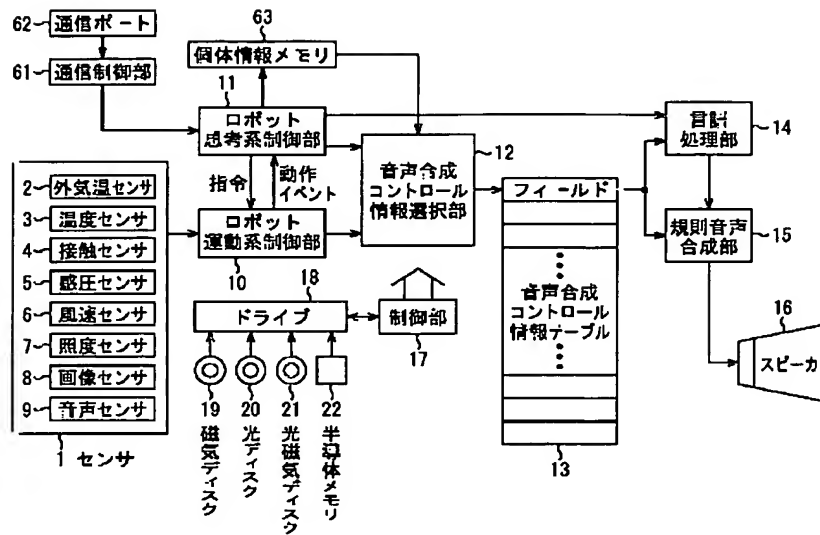 62 通信ポート
61 通信制御部
63
個体情報メモリ
11
ロボット
思考系制御部
指令
動作
イベント
ロボット
運動系制御部
10
12
音声合成
コントロール
情報選択部
言語
処理部
14
規則音声
合成部
15
16
スピーカ
フィールド
音声合成
コントロール
情報テーブル
13
2 外気温センサ
3 温度センサ
4 接触センサ
5 感圧センサ
6 風速センサ
7 照度センサ
8 画像センサ
9 音声センサ
1 センサ
18
ドライブ
制御部
17
19
磁気ディスク
20
光ディスク
21
光磁気ディスク
22
半導体メモリ